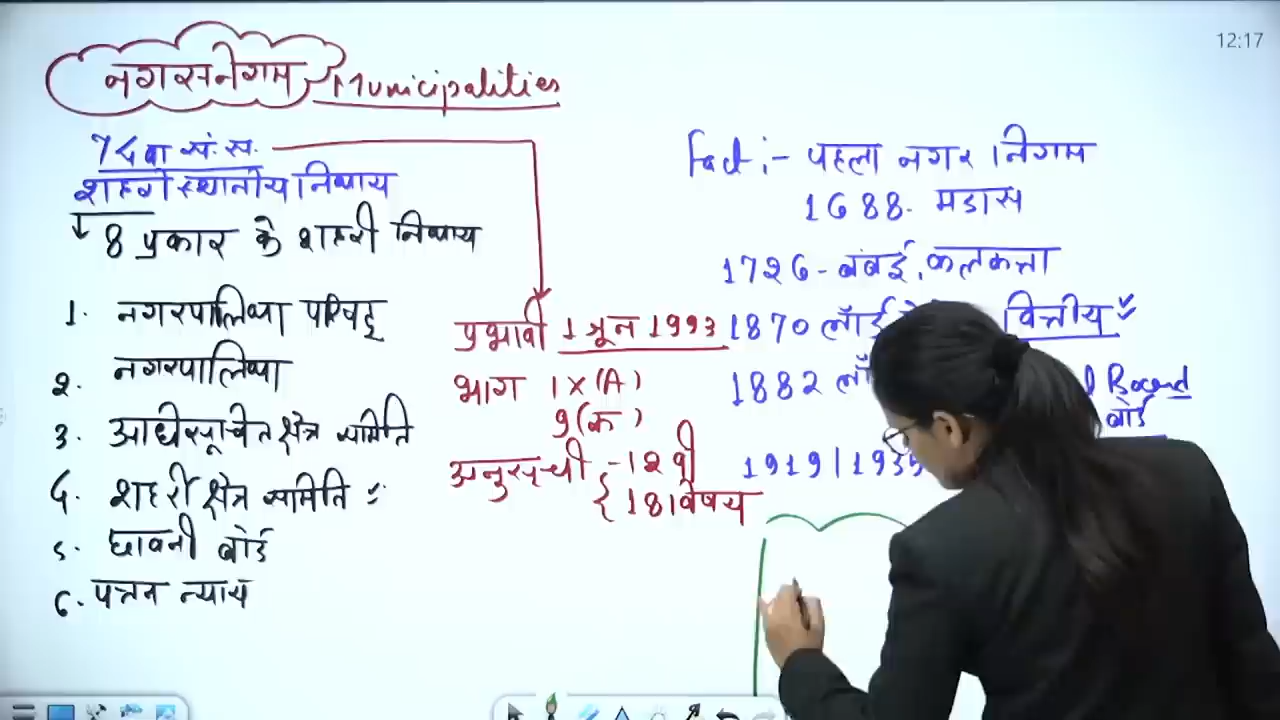 12:17
नगर निगम Municipalities
74वा सं. स.
शहरी स्थानीय निकाय
8 प्रकार के शहरी निकाय
1. नगरपालिका परिषद्
2. नगरपालिका
3. अधिसूचित क्षेत्र समिति
4. शहरी क्षेत्र समिति
5. छावनी बोर्ड
6. पत्तन न्याय
प्रभावी 1 जून 1993
भाग IX (A)
9 (क)
अनुसूची - 12वी
{ 18 विषय
Fact :- पहला नगर निगम
1688. मद्रास
1726 - बंबई, कलकत्ता
1870 लॉर्ड वित्तीय
1882 लॉ Board
बोर्ड
1919 | 1935